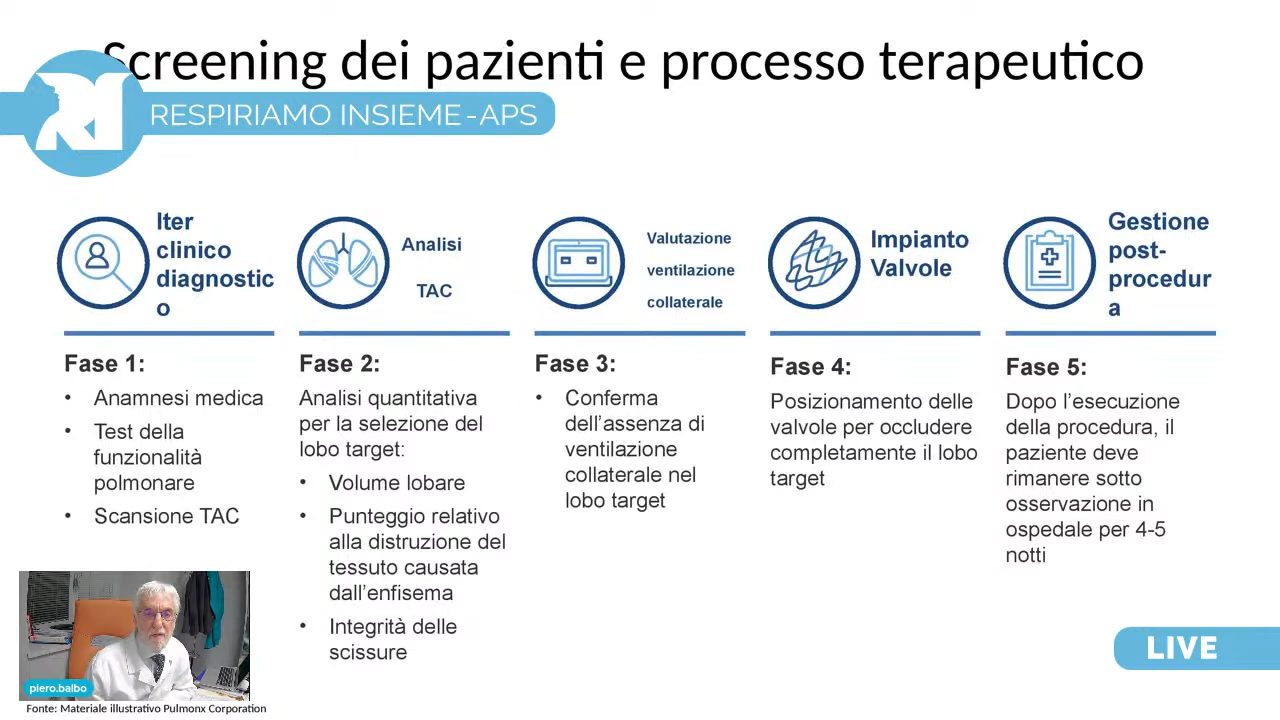 Screening dei pazienti e processo terapeutico
RESPIRIAMO INSIEME-APS
Iter
clinico
diagnostic
o
Fase 1:
• Anamnesi medica
• Test della
funzionalità
polmonare
• Scansione TAC
Analisi
TAC
Fase 2:
Analisi quantitativa
per la selezione del
lobo target:
• Volume lobare
• Punteggio relativo
alla distruzione del
tessuto causata
dall’enfisema
• Integrità delle
scissure
Valutazione
ventilazione
collaterale
Fase 3:
• Conferma
dell’assenza di
ventilazione
collaterale nel
lobo target
Impianto
Valvole
Fase 4:
Posizionamento delle
valvole per occludere
completamente il lobo
target
Gestione
post-
procedur
a
Fase 5:
Dopo l’esecuzione
della procedura, il
paziente deve
rimanere sotto
osservazione in
ospedale per 4-5
notti
LIVE
piero.balbo
Fonte: Materiale illustrativo Pulmonx Corporation